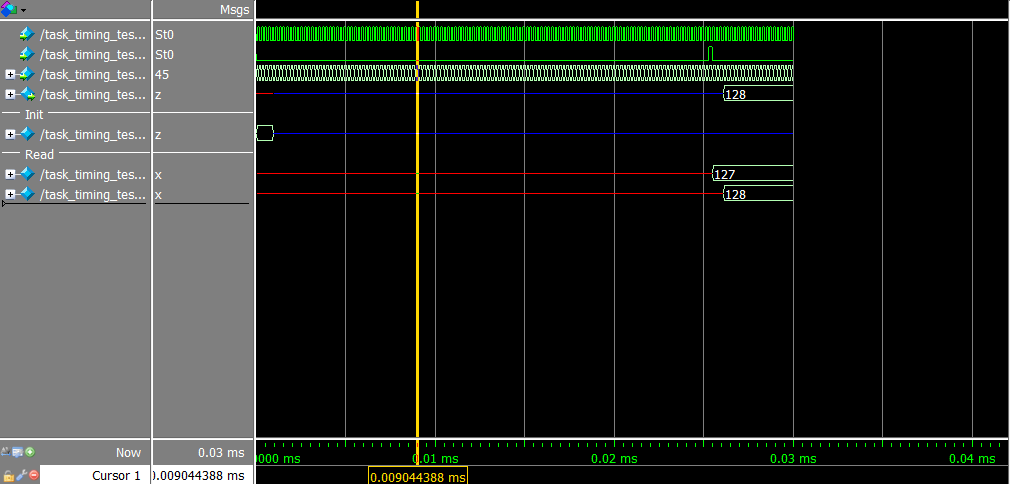 Msgs
/task_timing_tes... St0
/task_timing_tes... St0
/task_timing_tes... 45
/task_timing_tes... z 128
Init
/task_timing_tes... z
Read
/task_timing_tes... x 127
/task_timing_tes... x 128
Now 0.03 ms 0000 ms 0.01 ms 0.02 ms 0.03 ms 0.04 ms
Cursor 1 0.009044388 ms 0.009044388 ms